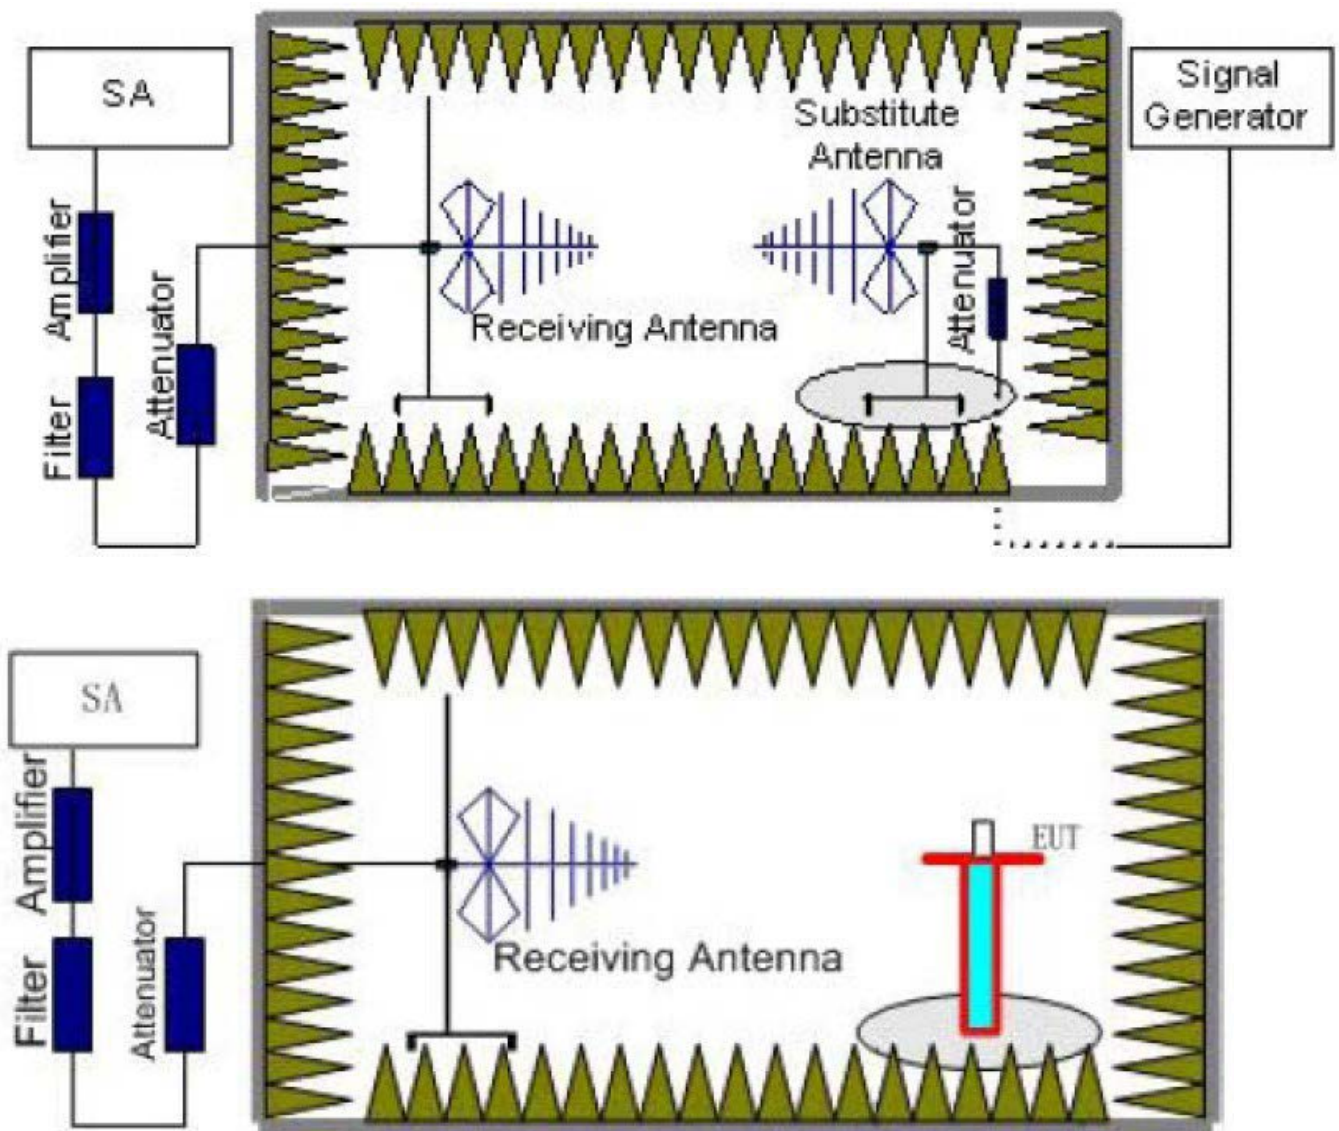 SA
Amplifier
Filter
Attenuator
Receiving Antenna
Substitute
Antenna
Attenuator
Signal
Generator
SA
Amplifier
Filter
Attenuator
Receiving Antenna
EUT